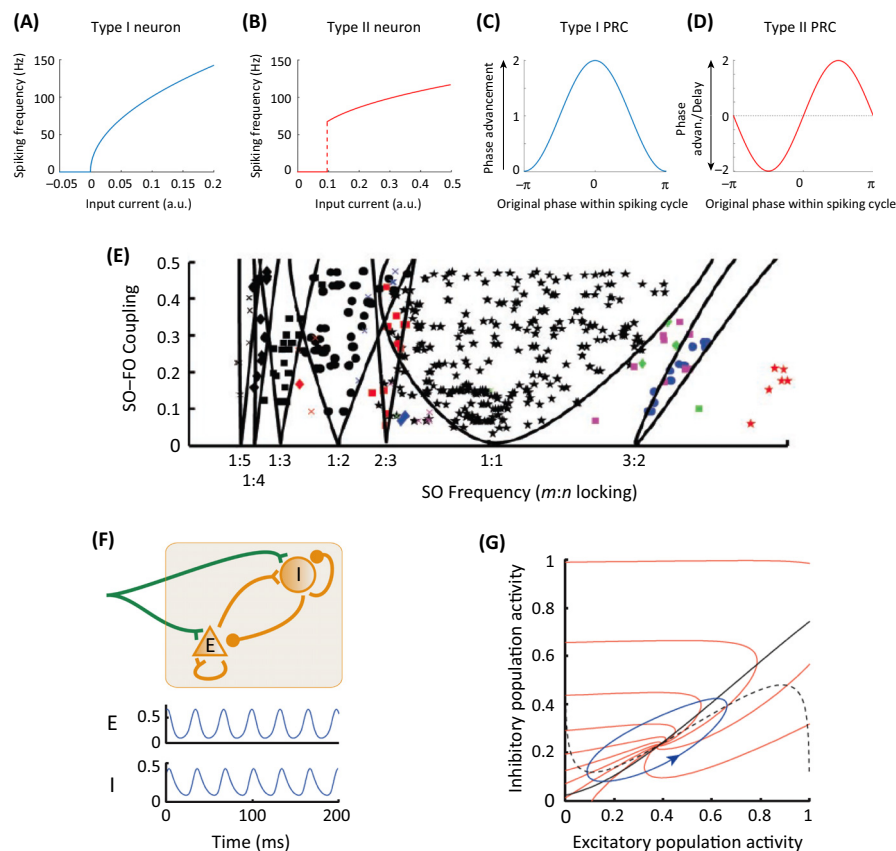 (A) Type I neuron
Spiking frequency (Hz)
150
100
50
0
−0.05 0 0.05 0.1 0.15 0.2
Input current (a.u.)
(B) Type II neuron
Spiking frequency (Hz)
150
100
50
0
0 0.1 0.2 0.3 0.4 0.5
Input current (a.u.)
(C) Type I PRC
Phase advancement
2
1
0
−π 0 π
Original phase within spiking cycle
(D) Type II PRC
Phase
advan./Delay
2
0
−2
−π 0 π
Original phase within spiking cycle
(E)
SO–FO Coupling
0.5
0.4
0.3
0.2
0.1
0
1:5 1:3 1:2 2:3 1:1 3:2
1:4
SO Frequency (m:n locking)
(F)
I
E
E
0.5
0
I
0.5
0
0 50 100 150 200
Time (ms)
(G)
Inhibitory population activity
1
0.8
0.6
0.4
0.2
0
0 0.2 0.4 0.6 0.8 1
Excitatory population activity